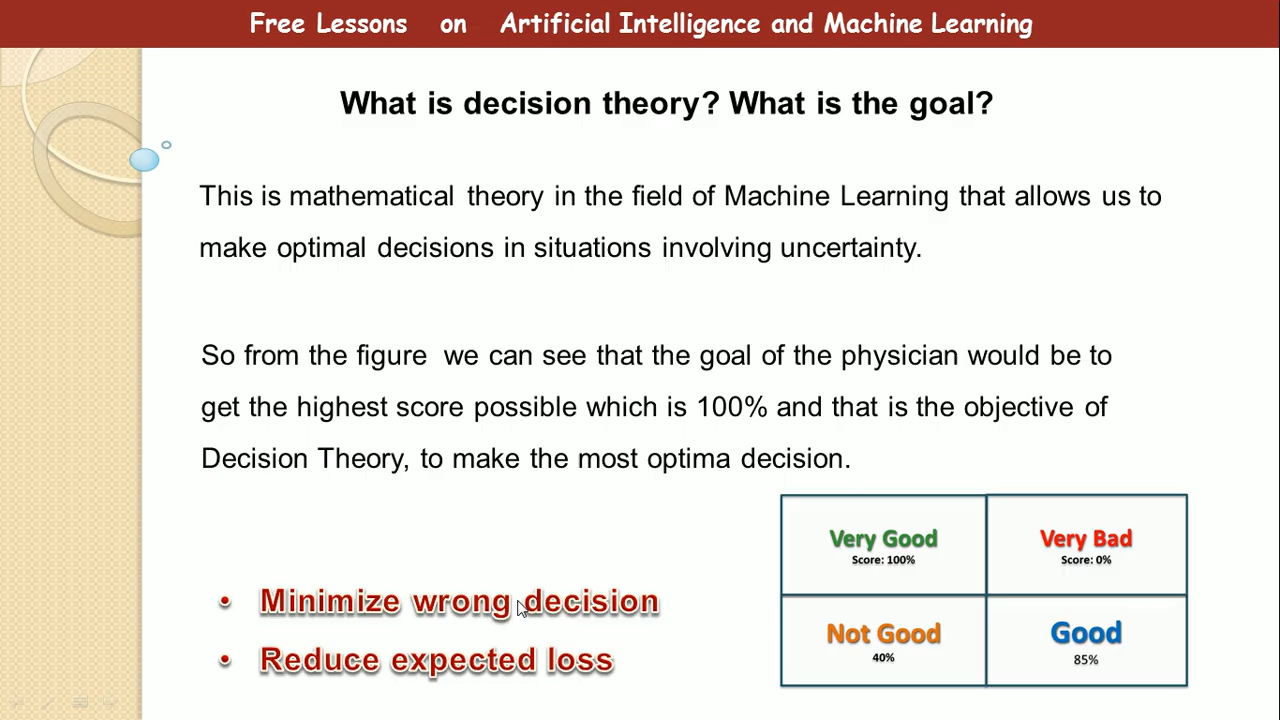 Free Lessons on Artificial Intelligence and Machine Learning
What is decision theory? What is the goal?
This is mathematical theory in the field of Machine Learning that allows us to
make optimal decisions in situations involving uncertainty.
So from the figure we can see that the goal of the physician would be to
get the highest score possible which is 100% and that is the objective of
Decision Theory, to make the most optima decision.
• Minimize wrong decision
• Reduce expected loss
Very Good
Score: 100%
Very Bad
Score: 0%
Not Good
40%
Good
85%